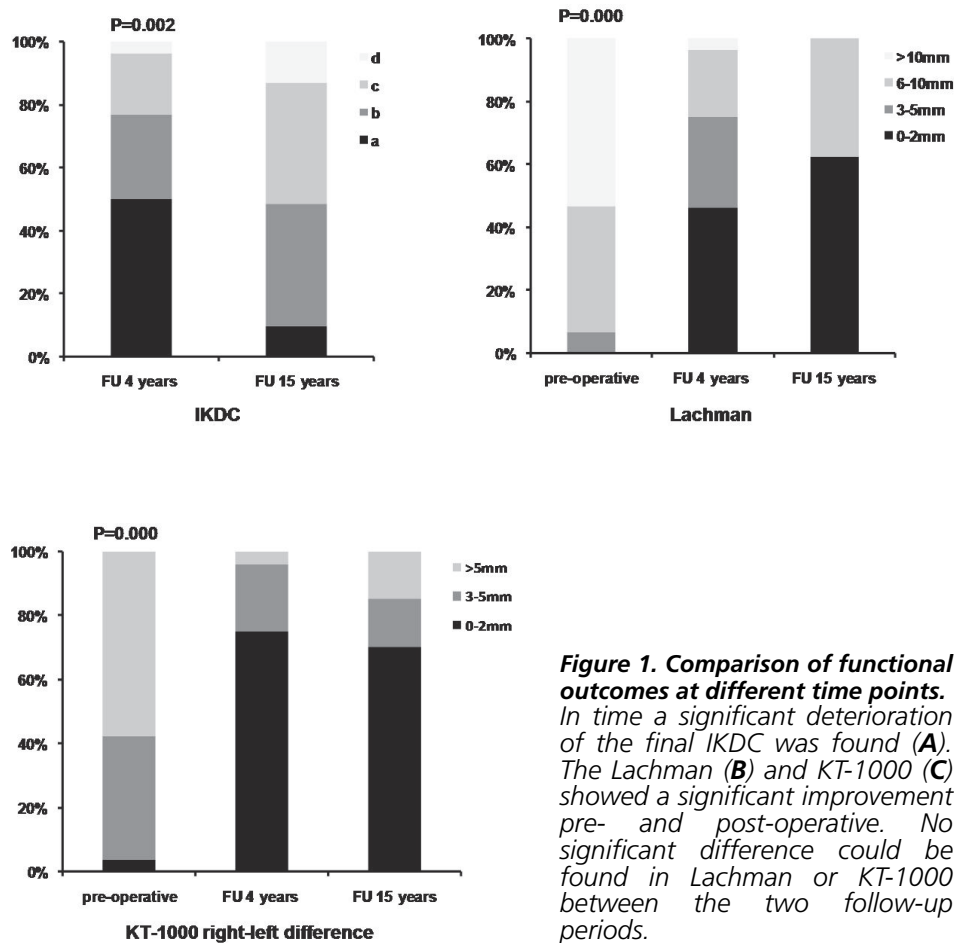 P=0.002
100%
80%
60%
40%
20%
0%
d
c
b
a
FU 4 years FU 15 years
IKDC
P=0.000
100%
80%
60%
40%
20%
0%
>10mm
6-10mm
3-5mm
0-2mm
pre-operative FU 4 years FU 15 years
Lachman
P=0.000
100%
80%
60%
40%
20%
0%
>5mm
3-5mm
0-2mm
pre-operative FU 4 years FU 15 years
KT-1000 right-left difference
Figure 1. Comparison of functional
outcomes at different time points.
In time a significant deterioration
of the final IKDC was found (A).
The Lachman (B) and KT-1000 (C)
showed a significant improvement
pre- and post-operative. No
significant difference could be
found in Lachman or KT-1000
between the two follow-up
periods.